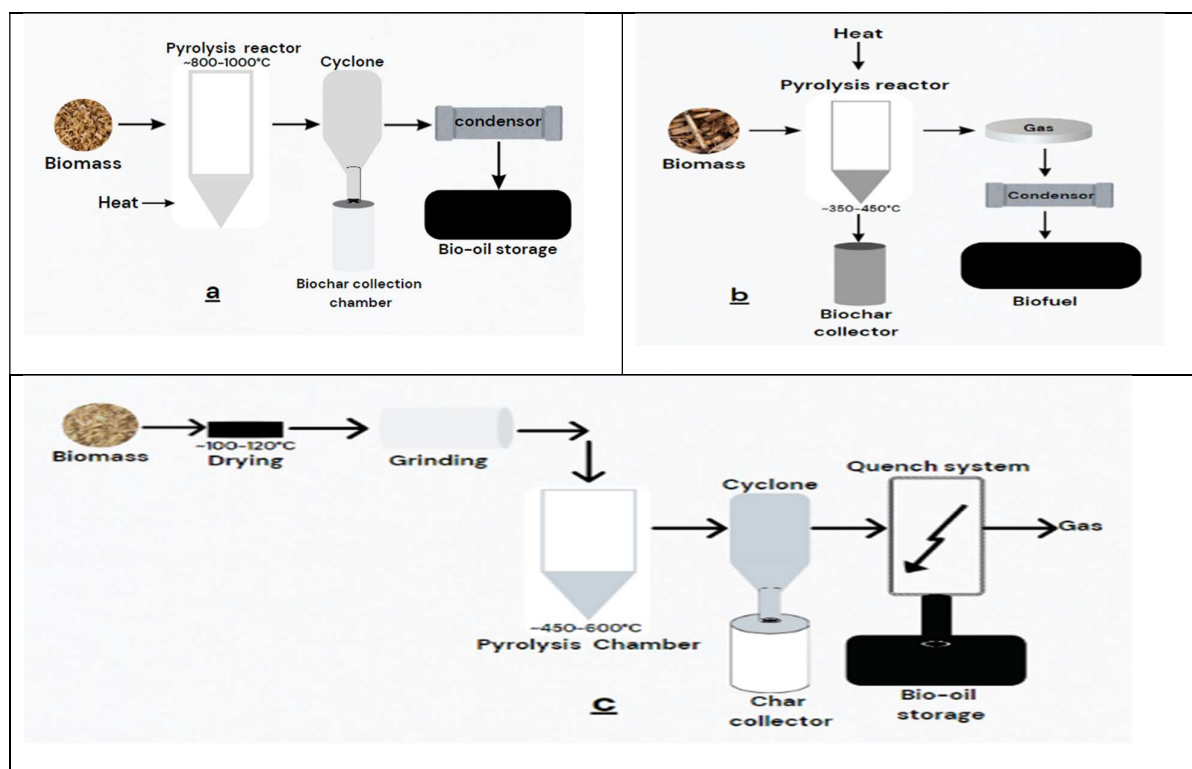 Pyrolysis reactor
~800-1000°C
Cyclone
condensor
Biomass
Heat
Bio-oil storage
Biochar collection
chamber
a
Heat
Pyrolysis reactor
Gas
Biomass
Condensor
~350-450°C
Biofuel
b
Biochar
collector
Biomass
~100-120°C
Drying
Grinding
Quench system
Cyclone
Gas
~450-600°C
Pyrolysis Chamber
Char
collector
Bio-oil
storage
c